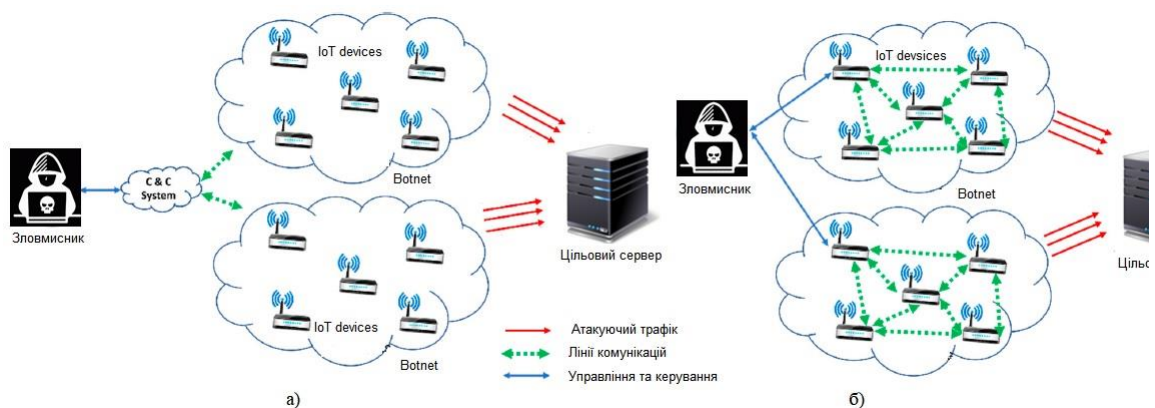 IoT devices
C & C
System
Зловмисник
Botnet
IoT devices
Botnet
Цільовий сервер
Атакуючий трафік
Лінії комунікацій
Управління та керування
а)
IoT devsices
Зловмисник
Botnet
Цільо
б)